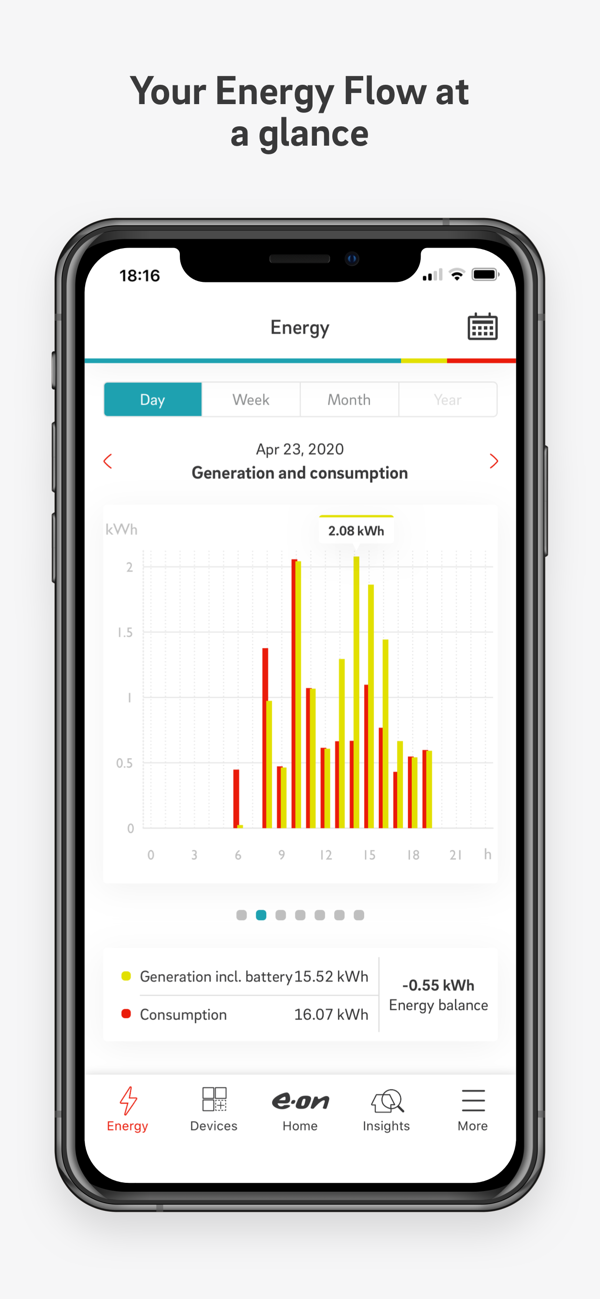 Your Energy Flow at
a glance
18:16
Energy
Day Week Month Year
Apr 23, 2020
Generation and consumption
kWh
2.08 kWh
2
1.5
1
0.5
0
0 3 6 9 12 15 18 21 h
Generation incl. battery 15.52 kWh
-0.55 kWh
Energy balance
Consumption 16.07 kWh
e·on
Energy Devices Home Insights More